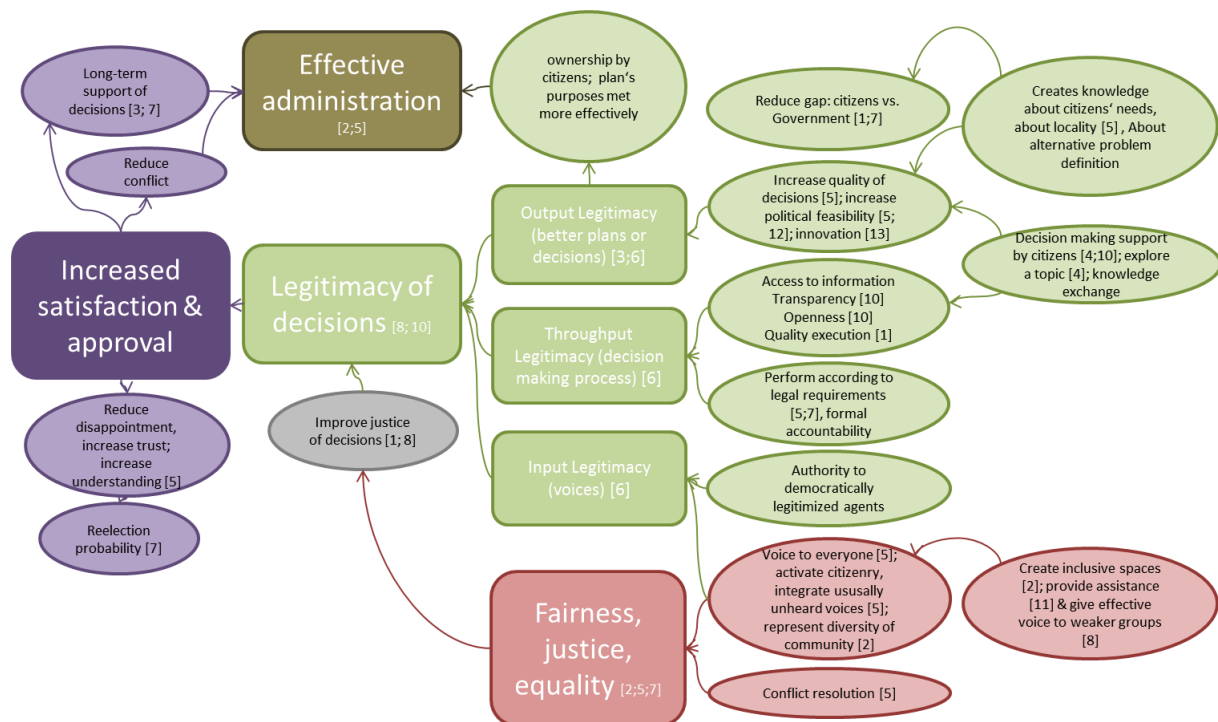 Long-term
support of
decisions [3; 7]
Effective
administration
[2;5]
ownership by
citizens; plan‘s
purposes met
more effectively
Reduce gap: citizens vs.
Government [1;7]
Creates knowledge
about citizens‘ needs,
about locality [5] , About
alternative problem
definition
Reduce
conflict
Increased
satisfaction &
approval
Legitimacy of
decisions [8; 10]
Output Legitimacy
(better plans or
decisions) [3;6]
Increase quality of
decisions [5]; increase
political feasibility [5;
12]; innovation [13]
Decision making support
by citizens [4;10]; explore
a topic [4]; knowledge
exchange
Throughput
Legitimacy (decision
making process) [6]
Access to information
Transparency [10]
Openness [10]
Quality execution [1]
Perform according to
legal requirements
[5;7], formal
accountability
Reduce
disappointment,
increase trust;
increase
understanding [5]
Improve justice
of decisions [1; 8]
Input Legitimacy
(voices) [6]
Authority to
democratically
legitimized agents
Reelection
probability [7]
Fairness,
justice,
equality [2;5;7]
Voice to everyone [5];
activate citizenry,
integrate ususally
unheard voices [5];
represent diversity of
community [2]
Create inclusive spaces
[2]; provide assistance
[11] & give effective
voice to weaker groups
[8]
Conflict resolution [5]